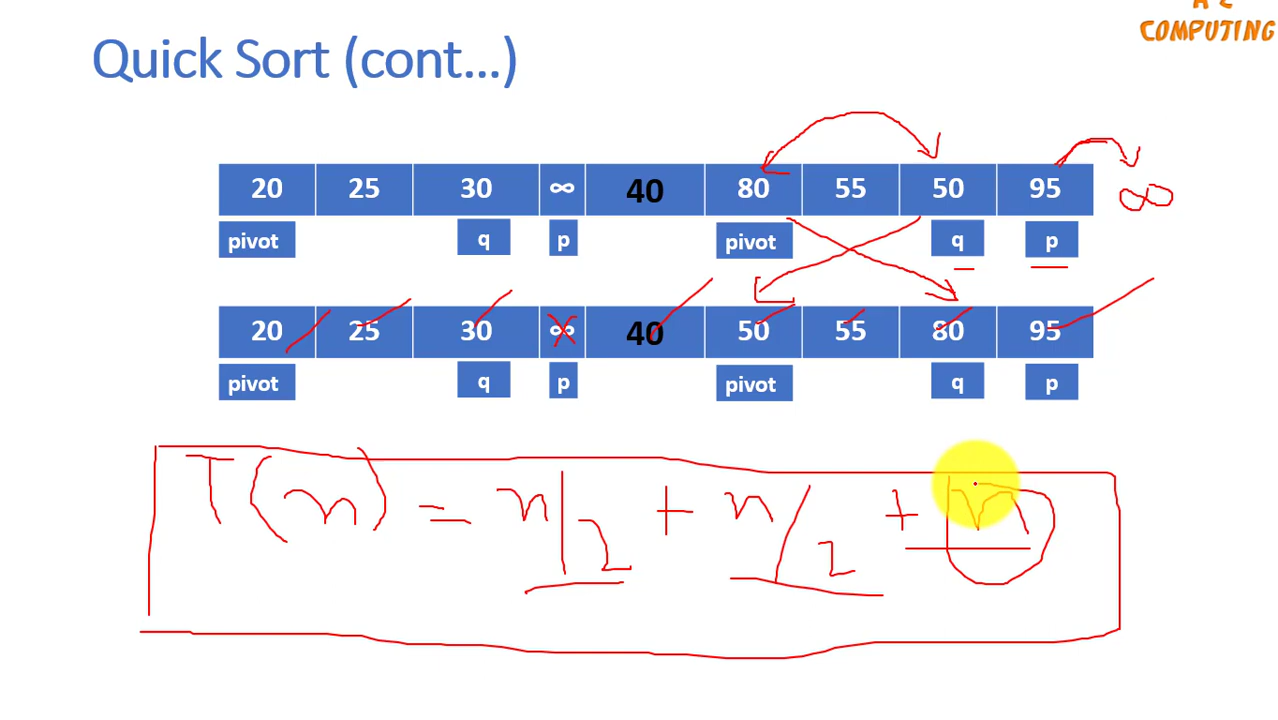 A Z
COMPUTING
Quick Sort (cont...)
20 25 30 ∞ 40 80 55 50 95 ∞
pivot q p pivot q p
20 25 30 ∞ 40 50 55 80 95
pivot q p pivot q p
T(n) = n/2 + n/2 + n